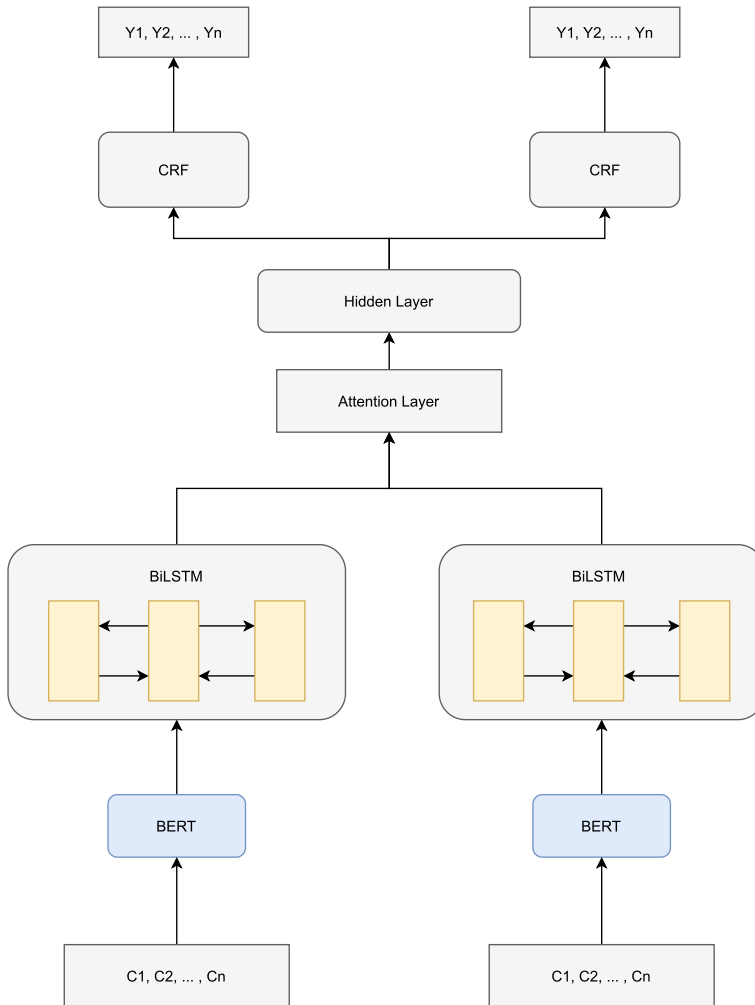 Y1, Y2, ... , Yn
Y1, Y2, ... , Yn
CRF
CRF
Hidden Layer
Attention Layer
BiLSTM
BiLSTM
BERT
BERT
C1, C2, ... , Cn
C1, C2, ... , Cn